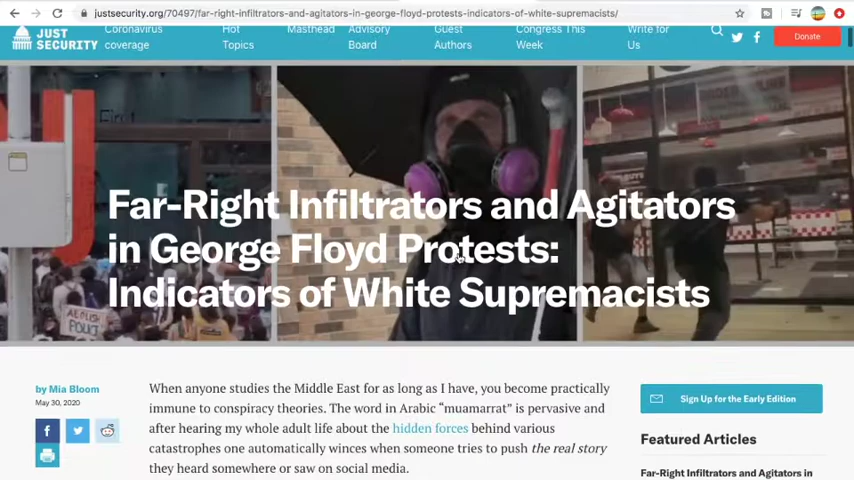 justsecurity.org/70497/far-right-infiltrators-and-agitators-in-george-floyd-protests-indicators-of-white-supremacists/
JUST
SECURITY
Coronavirus
coverage
Hot
Topics
Masthead
Advisory
Board
Guest
Authors
Congress This
Week
Write for
Us
Donate
Far-Right Infiltrators and Agitators
in George Floyd Protests:
Indicators of White Supremacists
ABOLISH
POLICE
by Mia Bloom
May 30, 2020
When anyone studies the Middle East for as long as I have, you become practically
immune to conspiracy theories. The word in Arabic “muamarrat” is pervasive and
after hearing my whole adult life about the hidden forces behind various
catastrophes one automatically winces when someone tries to push the real story
they heard somewhere or saw on social media.
Sign Up for the Early Edition
Featured Articles
Far-Right Infiltrators and Agitators in